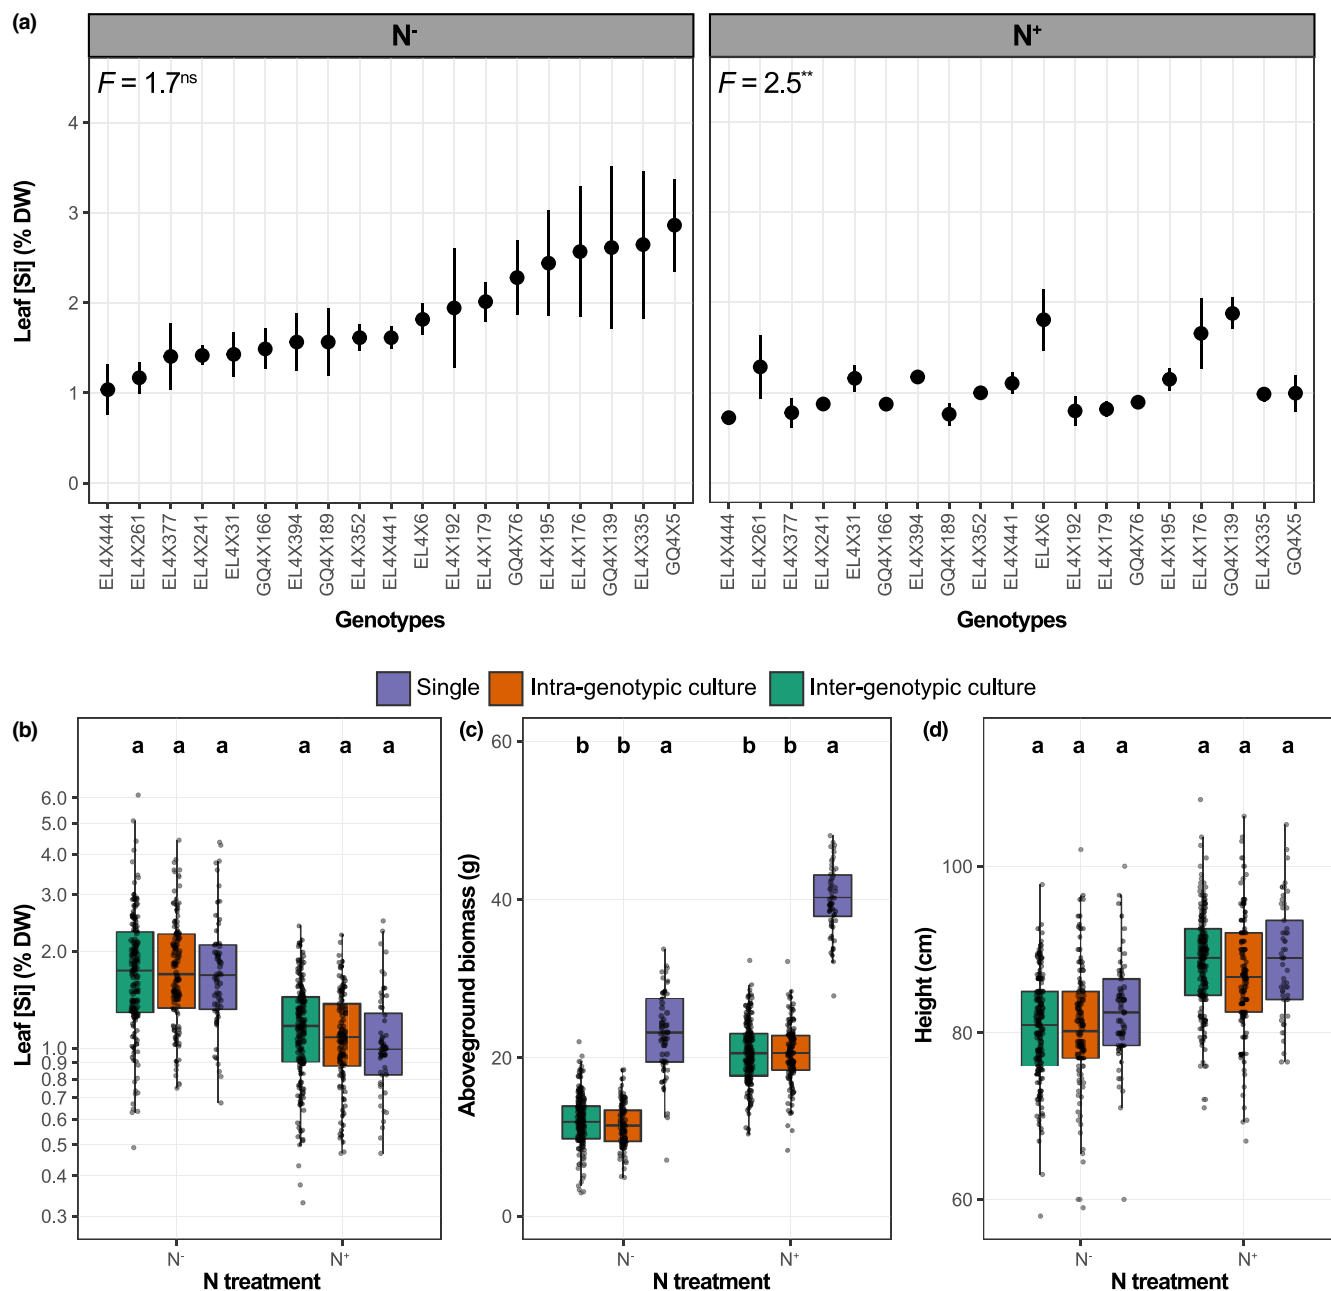 (a)
N-
N+
F = 1.7ns
F = 2.5**
Leaf [Si] (% DW)
4
3
2
1
0
EL4X444
EL4X261
EL4X377
EL4X241
EL4X31
GQ4X166
EL4X394
GQ4X189
EL4X352
EL4X441
EL4X6
EL4X192
EL4X179
GQ4X76
EL4X195
EL4X176
GQ4X139
EL4X335
GQ4X5
Genotypes
EL4X444
EL4X261
EL4X377
EL4X241
EL4X31
GQ4X166
EL4X394
GQ4X189
EL4X352
EL4X441
EL4X6
EL4X192
EL4X179
GQ4X76
EL4X195
EL4X176
GQ4X139
EL4X335
GQ4X5
Genotypes
Single
Intra-genotypic culture
Inter-genotypic culture
(b)
a a a a a a
Leaf [Si] (% DW)
6.0
5.0
4.0
3.0
2.0
1.0
0.9
0.8
0.7
0.6
0.5
0.4
0.3
N-
N+
N treatment
(c)
b b a b b a
Aboveground biomass (g)
60
40
20
0
N-
N+
N treatment
(d)
a a a a a a
Height (cm)
100
80
60
N-
N+
N treatment